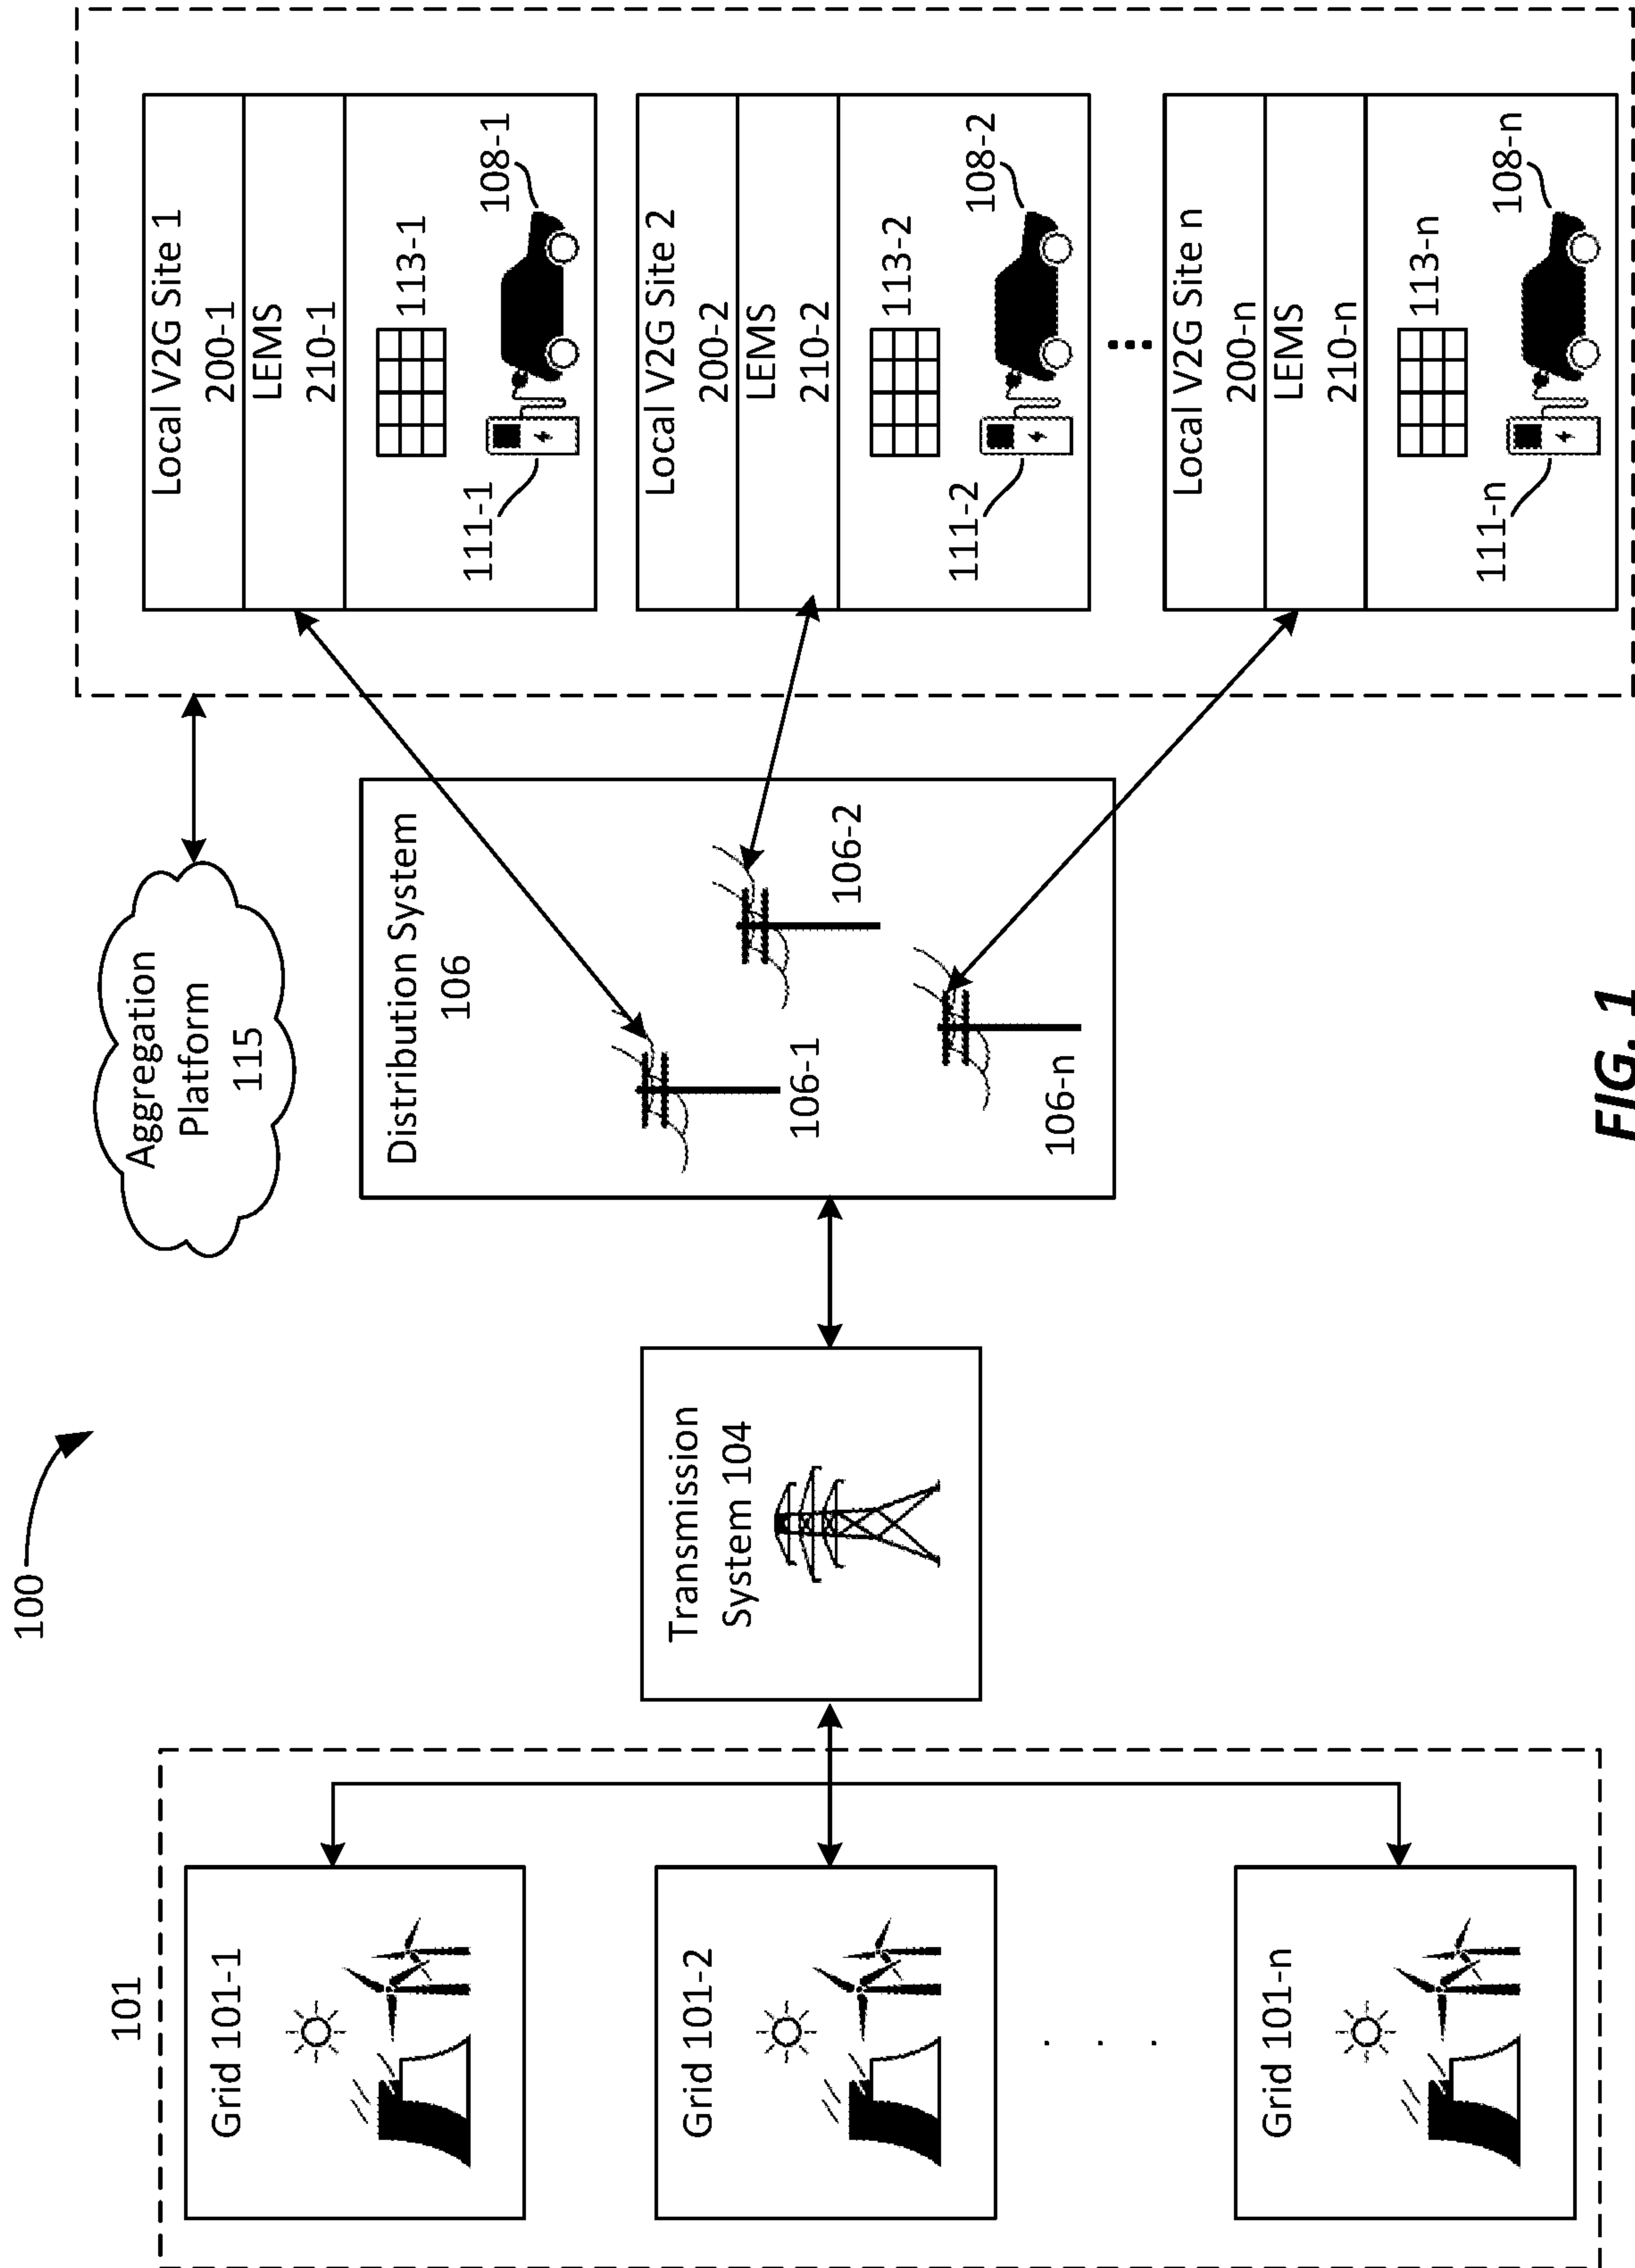 100
101
Grid 101-1
Grid 101-2
. . .
Grid 101-n
Transmission
System 104
Aggregation
Platform
115
Distribution System
106
106-1
106-2
106-n
Local V2G Site 1
200-1
LEMS
210-1
113-1
111-1
108-1
Local V2G Site 2
200-2
LEMS
210-2
113-2
111-2
108-2
...
Local V2G Site n
200-n
LEMS
210-n
113-n
111-n
108-n
FIG. 1